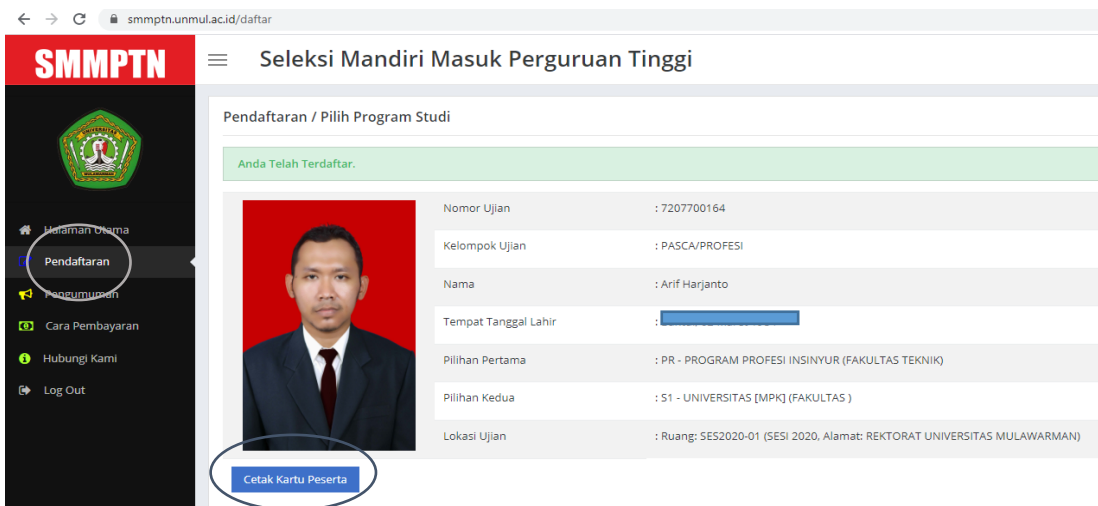 smmptn.unmul.ac.id/daftar
SMMPTN
Seleksi Mandiri Masuk Perguruan Tinggi
Halaman Utama
Pendaftaran
Pengumuman
Cara Pembayaran
Hubungi Kami
Log Out
Pendaftaran / Pilih Program Studi
Anda Telah Terdaftar.
Nomor Ujian : 7207700164
Kelompok Ujian : PASCA/PROFESI
Nama : Arif Harjanto
Tempat Tanggal Lahir :
Pilihan Pertama : PR - PROGRAM PROFESI INSINYUR (FAKULTAS TEKNIK)
Pilihan Kedua : S1 - UNIVERSITAS [MPK] (FAKULTAS )
Lokasi Ujian : Ruang: SES2020-01 (SESI 2020, Alamat: REKTORAT UNIVERSITAS MULAWARMAN)
Cetak Kartu Peserta